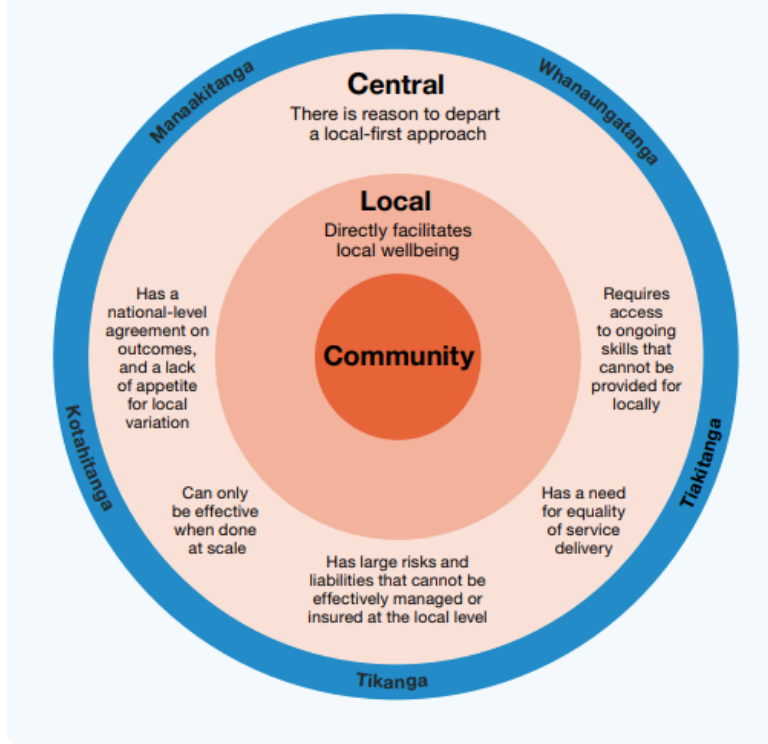 Manaakitanga
Whanaungatanga
Central
There is reason to depart
a local-first approach
Local
Directly facilitates
local wellbeing
Community
Has a
national-level
agreement on
outcomes,
and a lack
of appetite
for local
variation
Requires
access
to ongoing
skills that
cannot be
provided for
locally
Kotahitanga
Tiakitanga
Can only
be effective
when done
at scale
Has a need
for equality
of service
delivery
Has large risks and
liabilities that cannot be
effectively managed or
insured at the local level
Tikanga